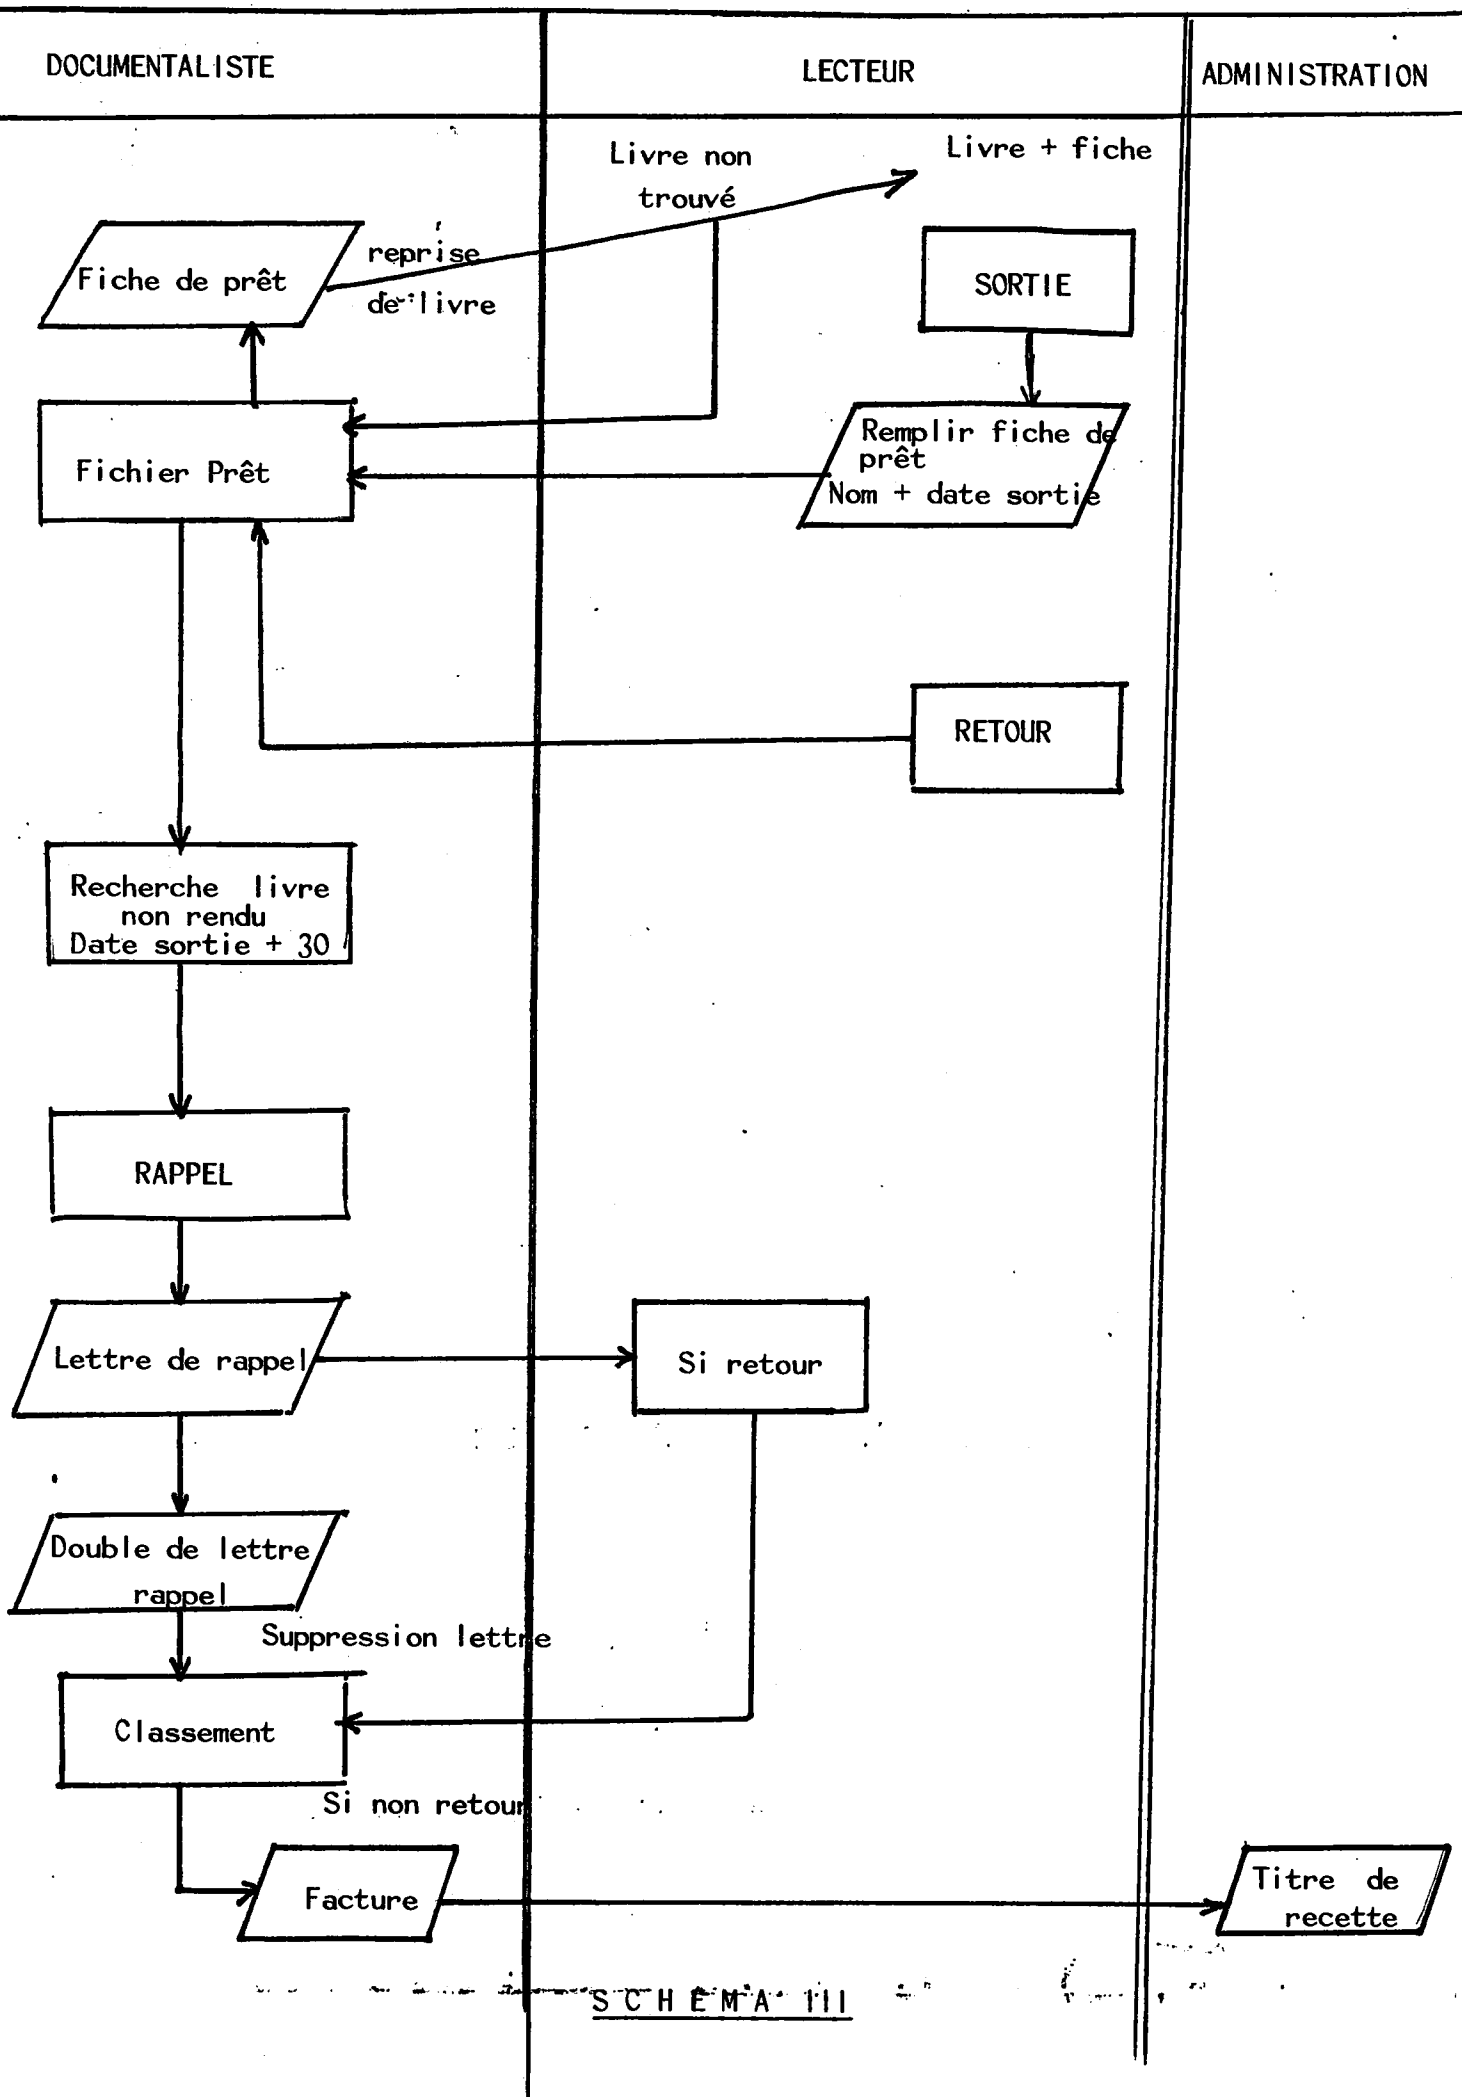 DOCUMENTALISTE
LECTEUR
ADMINISTRATION
Livre non
trouvé
Livre + fiche
reprise
de livre
Fiche de prêt
SORTIE
Fichier Prêt
Remplir fiche de
prêt
Nom + date sortie
RETOUR
Recherche livre
non rendu
Date sortie + 30
RAPPEL
Lettre de rappel
Si retour
Double de lettre
rappel
Suppression lettre
Classement
Si non retour
Facture
Titre de
recette
SCHEMA III